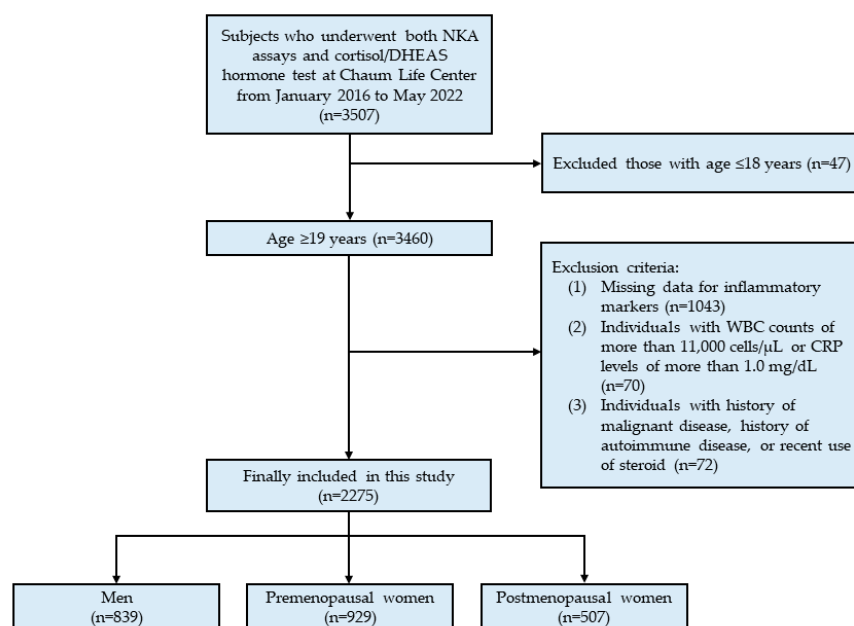 Subjects who underwent both NKA
assays and cortisol/DHEAS
hormone test at Chaum Life Center
from January 2016 to May 2022
(n=3507)
Excluded those with age ≤18 years (n=47)
Age ≥19 years (n=3460)
Exclusion criteria:
(1) Missing data for inflammatory
markers (n=1043)
(2) Individuals with WBC counts of
more than 11,000 cells/μL or CRP
levels of more than 1.0 mg/dL
(n=70)
(3) Individuals with history of
malignant disease, history of
autoimmune disease, or recent use
of steroid (n=72)
Finally included in this study
(n=2275)
Men
(n=839)
Premenopausal women
(n=929)
Postmenopausal women
(n=507)